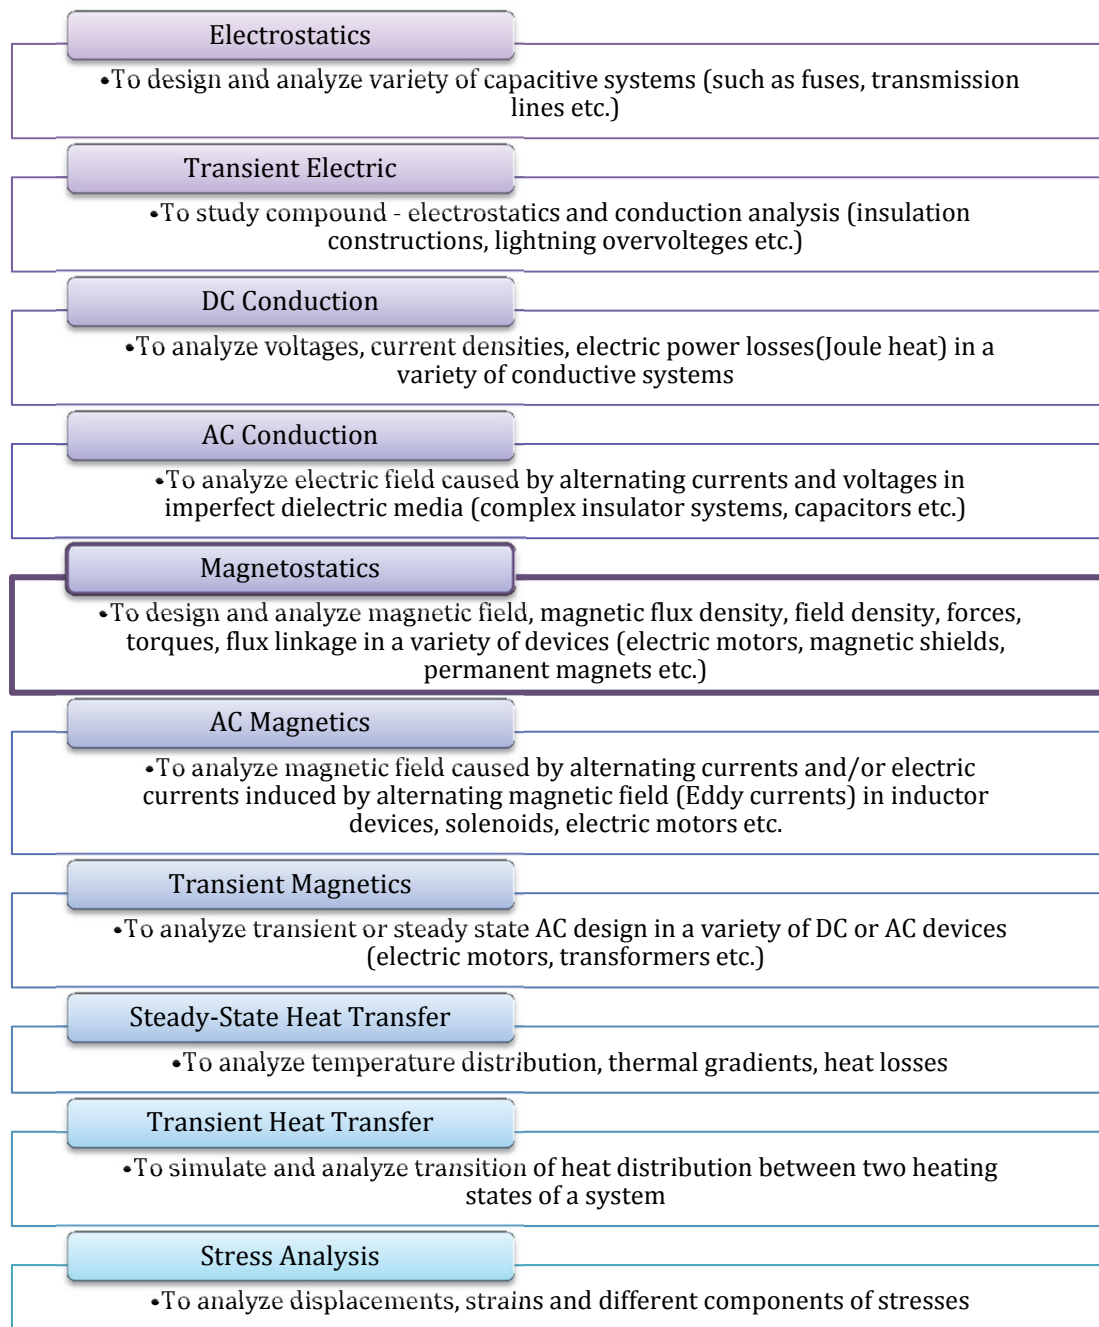 Electrostatics
•To design and analyze variety of capacitive systems (such as fuses, transmission
lines etc.)
Transient Electric
•To study compound - electrostatics and conduction analysis (insulation
constructions, lightning overvolteges etc.)
DC Conduction
•To analyze voltages, current densities, electric power losses(Joule heat) in a
variety of conductive systems
AC Conduction
•To analyze electric field caused by alternating currents and voltages in
imperfect dielectric media (complex insulator systems, capacitors etc.)
Magnetostatics
•To design and analyze magnetic field, magnetic flux density, field density, forces,
torques, flux linkage in a variety of devices (electric motors, magnetic shields,
permanent magnets etc.)
AC Magnetics
•To analyze magnetic field caused by alternating currents and/or electric
currents induced by alternating magnetic field (Eddy currents) in inductor
devices, solenoids, electric motors etc.
Transient Magnetics
•To analyze transient or steady state AC design in a variety of DC or AC devices
(electric motors, transformers etc.)
Steady-State Heat Transfer
•To analyze temperature distribution, thermal gradients, heat losses
Transient Heat Transfer
•To simulate and analyze transition of heat distribution between two heating
states of a system
Stress Analysis
•To analyze displacements, strains and different components of stresses